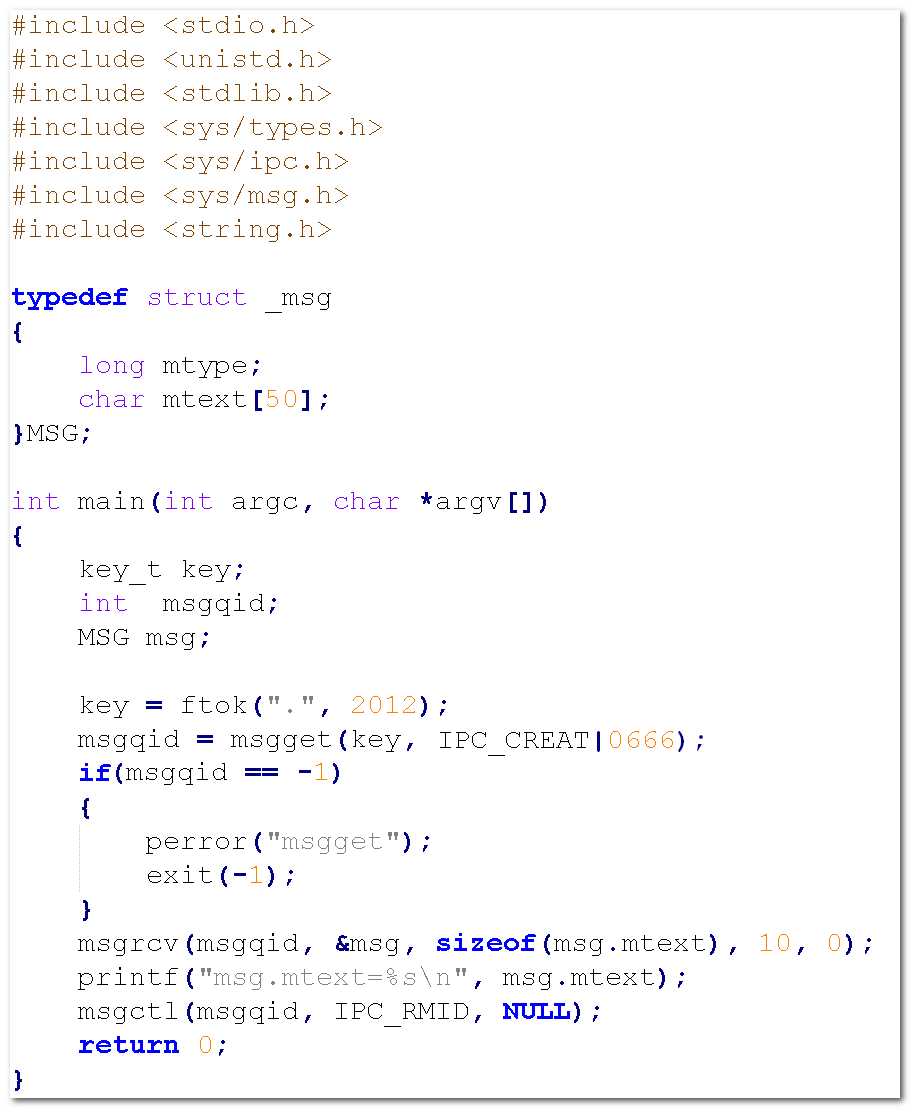 #include <stdio.h>
#include <unistd.h>
#include <stdlib.h>
#include <sys/types.h>
#include <sys/ipc.h>
#include <sys/msg.h>
#include <string.h>

typedef struct _msg
{
    long mtype;
    char mtext[50];
}MSG;

int main(int argc, char *argv[])
{
    key_t key;
    int  msgqid;
    MSG msg;

    key = ftok(".", 2012);
    msgqid = msgget(key, IPC_CREAT|0666);
    if(msgqid == -1)
    {
        perror("msgget");
        exit(-1);
    }
    msgrcv(msgqid, &msg, sizeof(msg.mtext), 10, 0);
    printf("msg.mtext=%s\n", msg.mtext);
    msgctl(msgqid, IPC_RMID, NULL);
    return 0;
}